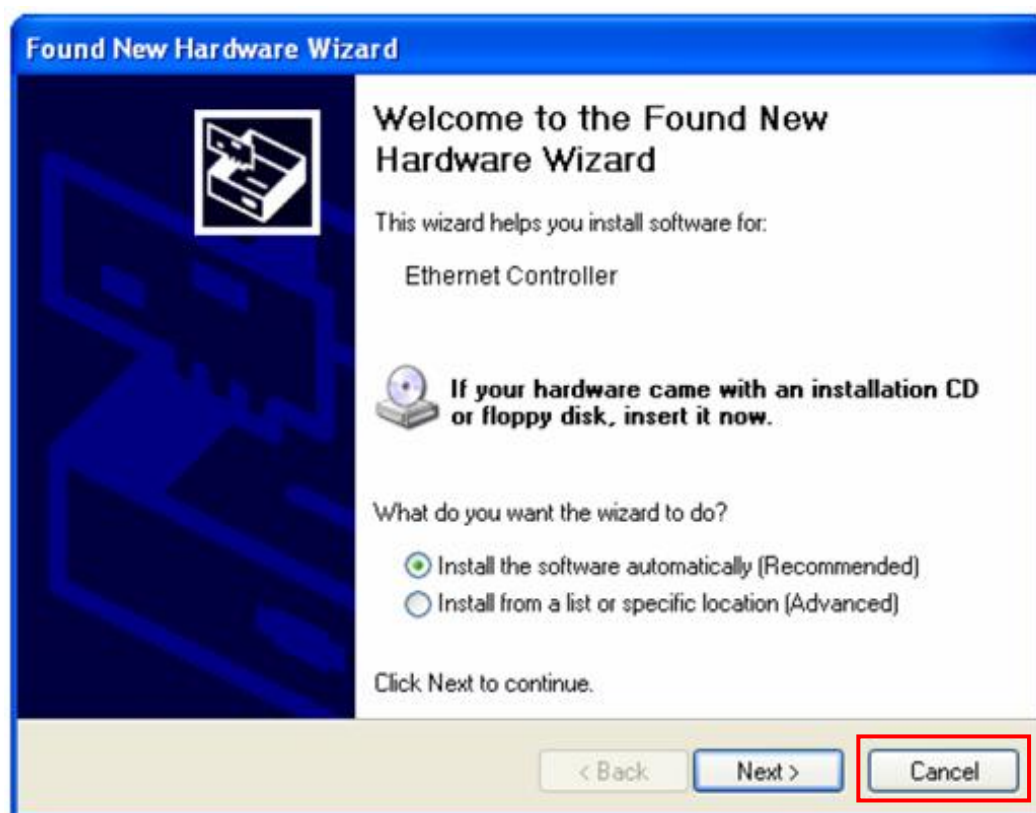 Found New Hardware Wizard
Welcome to the Found New
Hardware Wizard
This wizard helps you install software for:
Ethernet Controller
If your hardware came with an installation CD
or floppy disk, insert it now.
What do you want the wizard to do?
Install the software automatically (Recommended)
Install from a list or specific location (Advanced)
Click Next to continue.
< Back
Next >
Cancel